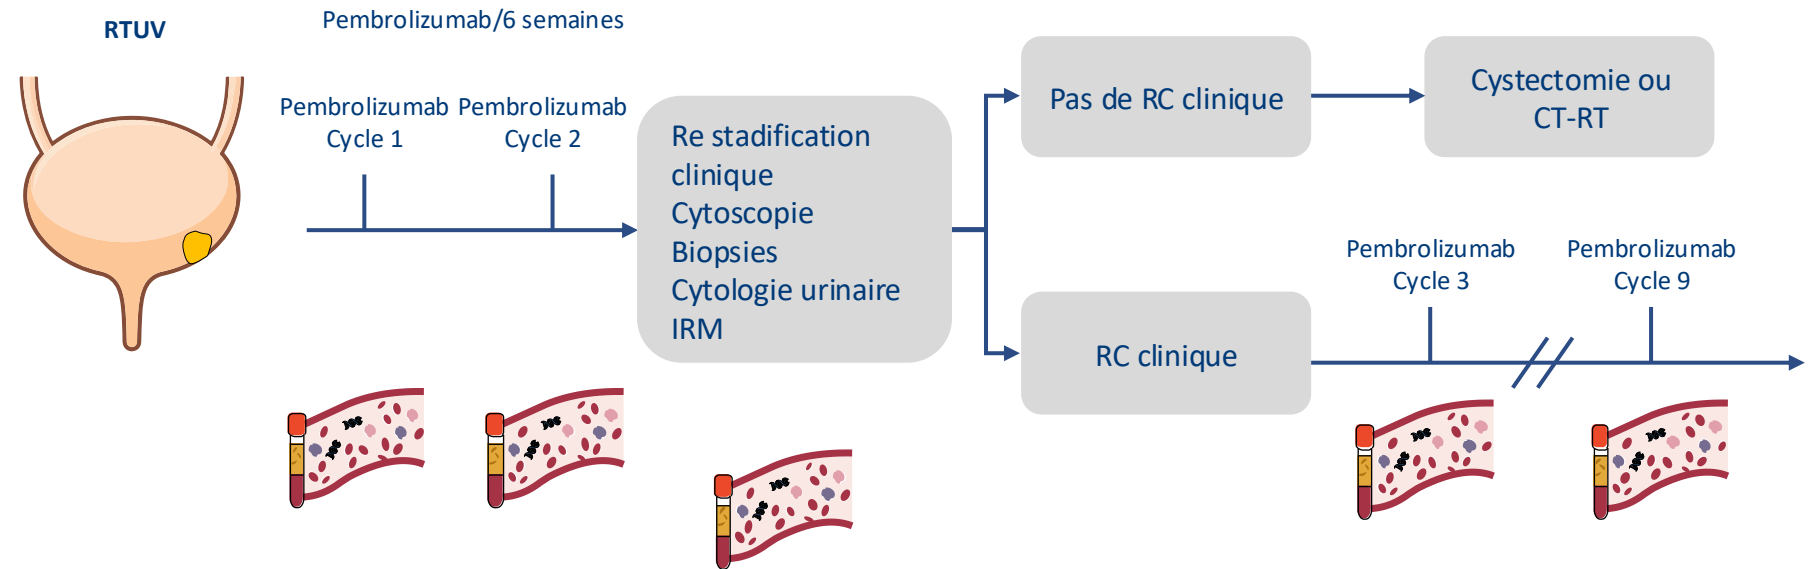 RTUV
Pembrolizumab/6 semaines
Pembrolizumab
Cycle 1
Pembrolizumab
Cycle 2
Re stadification
clinique
Cytoscopie
Biopsies
Cytologie urinaire
IRM
Pas de RC clinique
Cystectomie ou
CT-RT
RC clinique
Pembrolizumab
Cycle 3
Pembrolizumab
Cycle 9